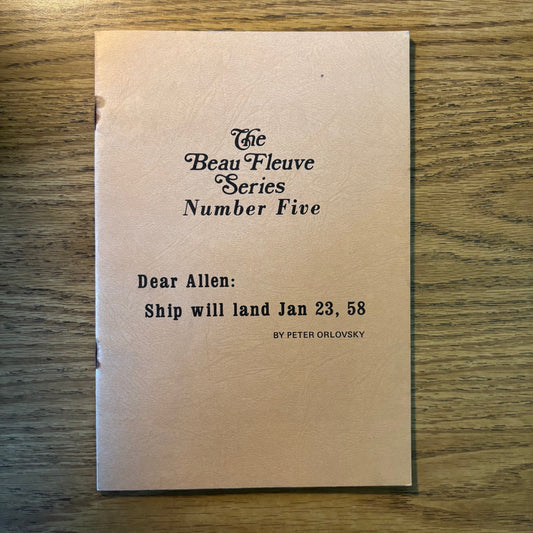 The
Beau Fleuve
Series
Number Five
Dear Allen:
Ship will land Jan 23, 58
BY PETER ORLOVSKY